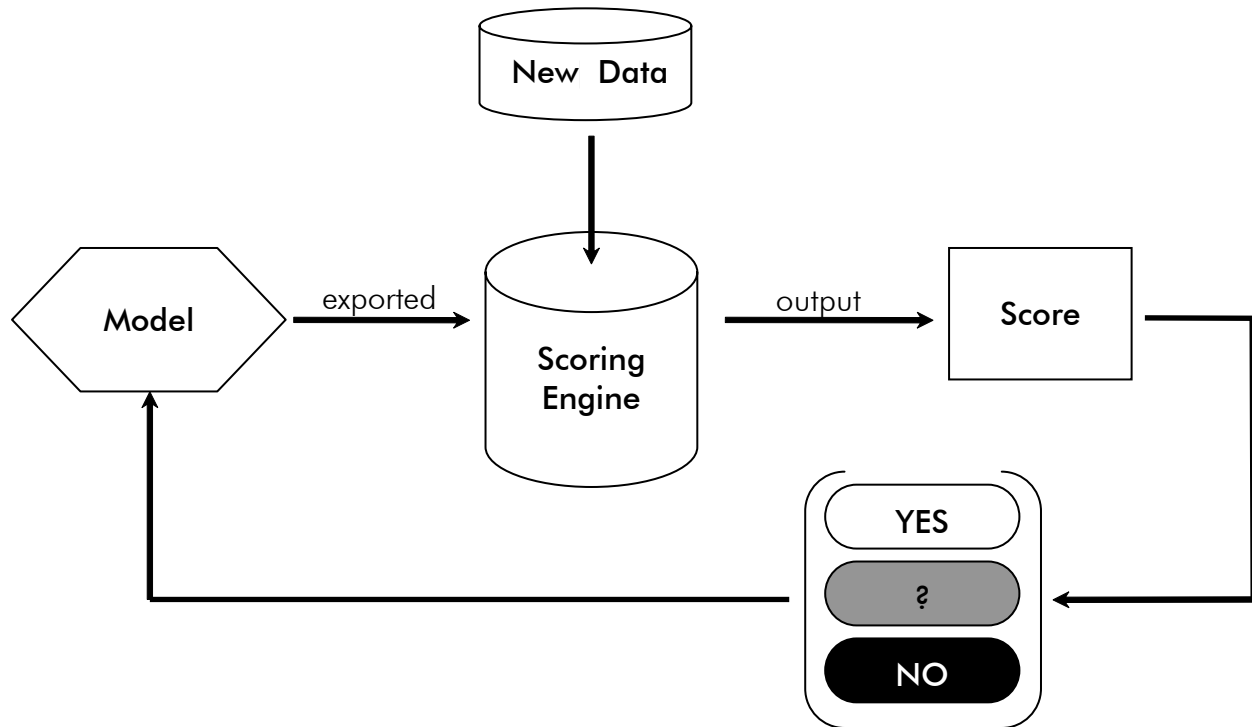 New Data
Model
exported
Scoring
Engine
output
Score
YES
?
NO